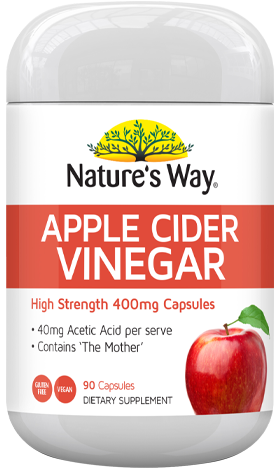 Nature's Way®
APPLE CIDER
VINEGAR
High Strength 400mg Capsules
• 40mg Acetic Acid per serve
• Contains 'The Mother'
GLUTEN FREE
VEGAN
90 Capsules
DIETARY SUPPLEMENT